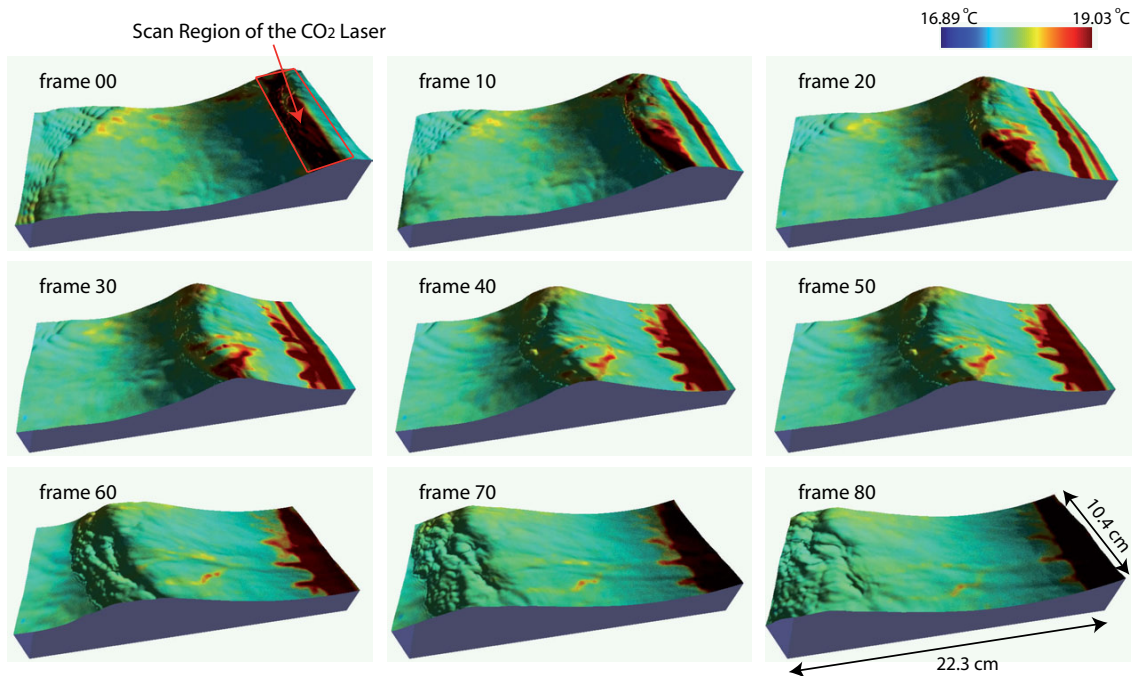 Scan Region of the CO2 Laser
16.89 °C 19.03 °C
frame 00
frame 10
frame 20
frame 30
frame 40
frame 50
frame 60
frame 70
frame 80
10.4 cm
22.3 cm